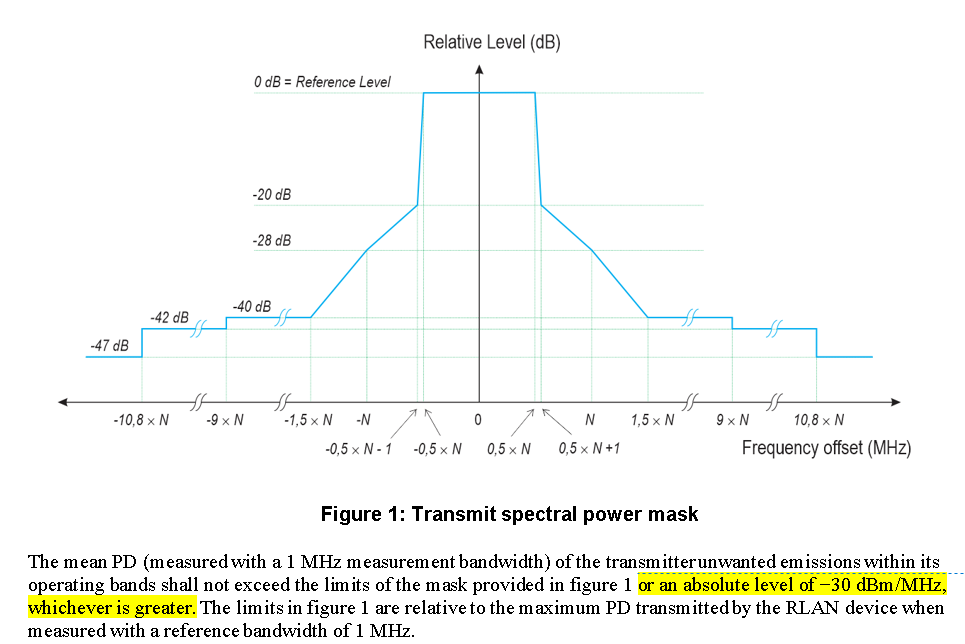 Relative Level (dB)
0 dB = Reference Level
-20 dB
-28 dB
-40 dB
-42 dB
-47 dB
-10,8 × N -9 × N -1,5 × N -N 0 N 1,5 × N 9 × N 10,8 × N
-0,5 × N - 1 -0,5 × N 0,5 × N 0,5 × N +1
Frequency offset (MHz)
Figure 1: Transmit spectral power mask
The mean PD (measured with a 1 MHz measurement bandwidth) of the transmitter unwanted emissions within its
operating bands shall not exceed the limits of the mask provided in figure 1 or an absolute level of −30 dBm/MHz,
whichever is greater. The limits in figure 1 are relative to the maximum PD transmitted by the RLAN device when
measured with a reference bandwidth of 1 MHz.